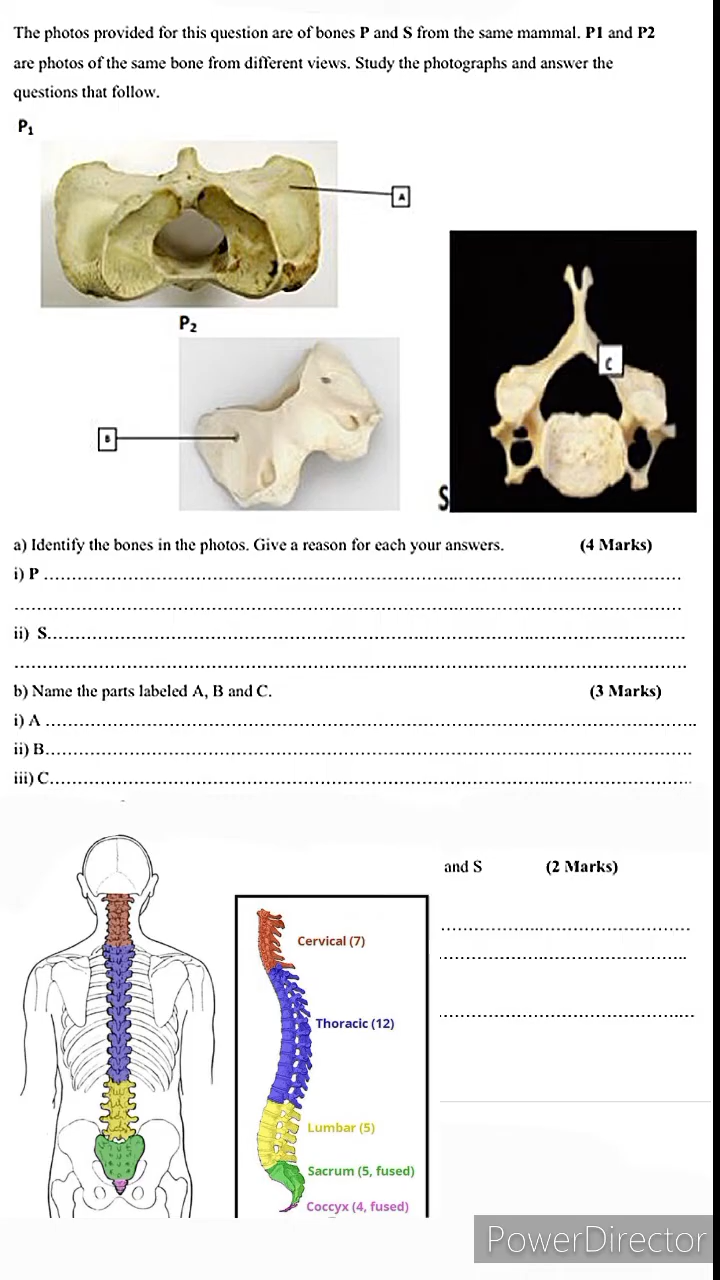 The photos provided for this question are of bones P and S from the same mammal. P1 and P2
are photos of the same bone from different views. Study the photographs and answer the
questions that follow.
P1
A
P2
B
C
S
a) Identify the bones in the photos. Give a reason for each your answers. (4 Marks)
i) P ........................................................................
........................................................................
ii) S........................................................................
........................................................................
b) Name the parts labeled A, B and C. (3 Marks)
i) A ........................................................................
ii) B........................................................................
iii) C........................................................................
and S (2 Marks)
........................................
........................................
........................................
Cervical (7)
Thoracic (12)
Lumbar (5)
Sacrum (5, fused)
Coccyx (4, fused)
PowerDirector